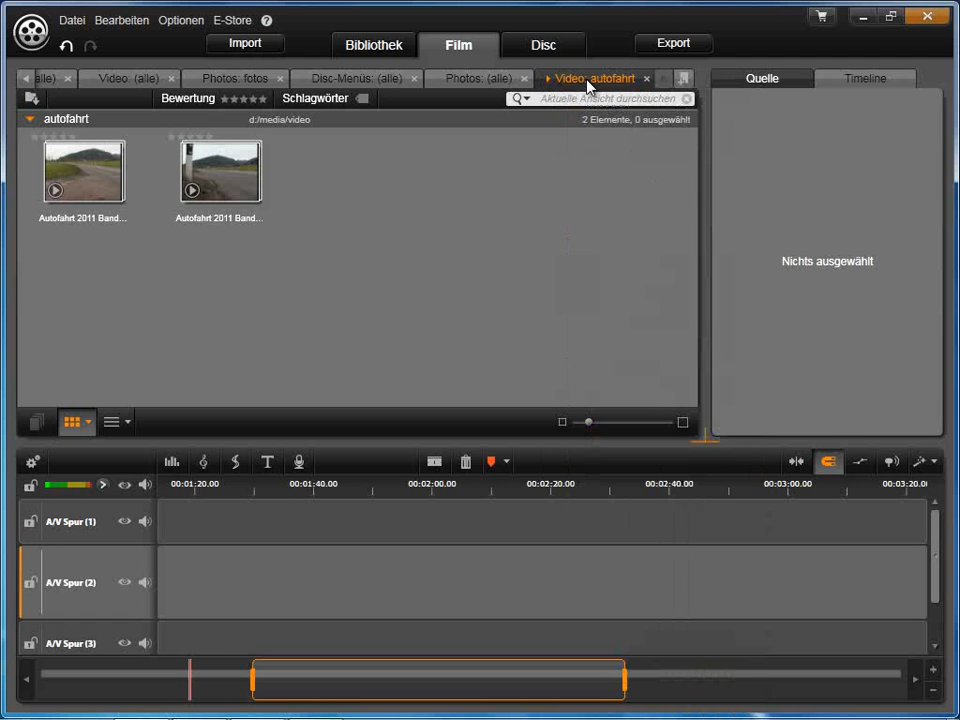 Datei Bearbeiten Optionen E-Store ?
Import Bibliothek Film Disc Export
alle) × Video: (alle) × Photos: fotos × Disc-Menüs: (alle) × Photos: (alle) × Video: autofahrt × Quelle Timeline
Bewertung Schlagwörter Aktuelle Ansicht durchsuchen
autofahrt d:/media/video 2 Elemente, 0 ausgewählt
Autofahrt 2011 Band... Autofahrt 2011 Band...
Nichts ausgewählt
00:01:20.00 00:01:40.00 00:02:00.00 00:02:20.00 00:02:40.00 00:03:00.00 00:03:20.00
A/V Spur (1)
A/V Spur (2)
A/V Spur (3)